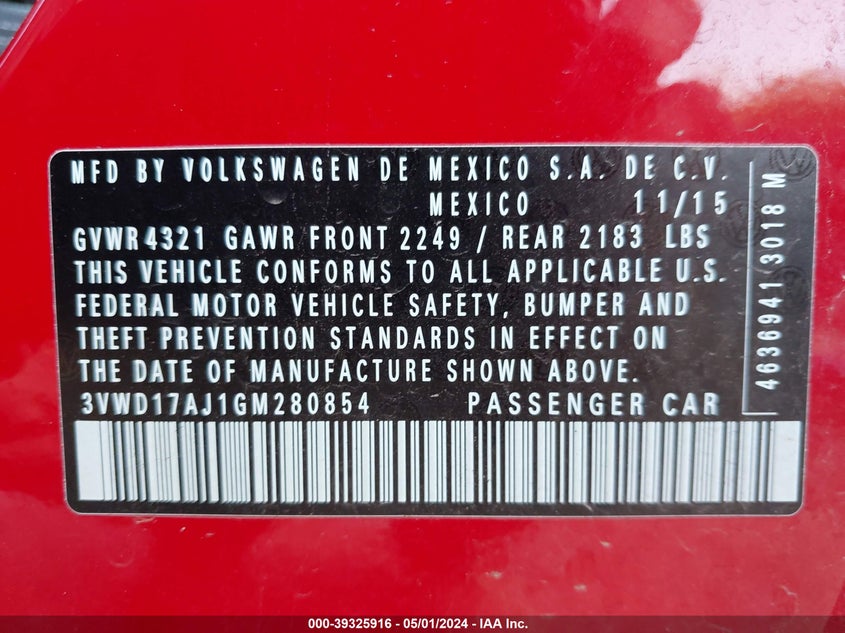 MFD BY VOLKSWAGEN DE MEXICO S.A. DE C.V.
MEXICO 11/15
GVWR 4321 GAWR FRONT 2249 / REAR 2183 LBS
THIS VEHICLE CONFORMS TO ALL APPLICABLE U.S.
FEDERAL MOTOR VEHICLE SAFETY, BUMPER AND
THEFT PREVENTION STANDARDS IN EFFECT ON
THE DATE OF MANUFACTURE SHOWN ABOVE.
3VWD17AJ1GM280854 PASSENGER CAR
4636941 3018 M
000-39325916 - 05/01/2024 - IAA Inc.